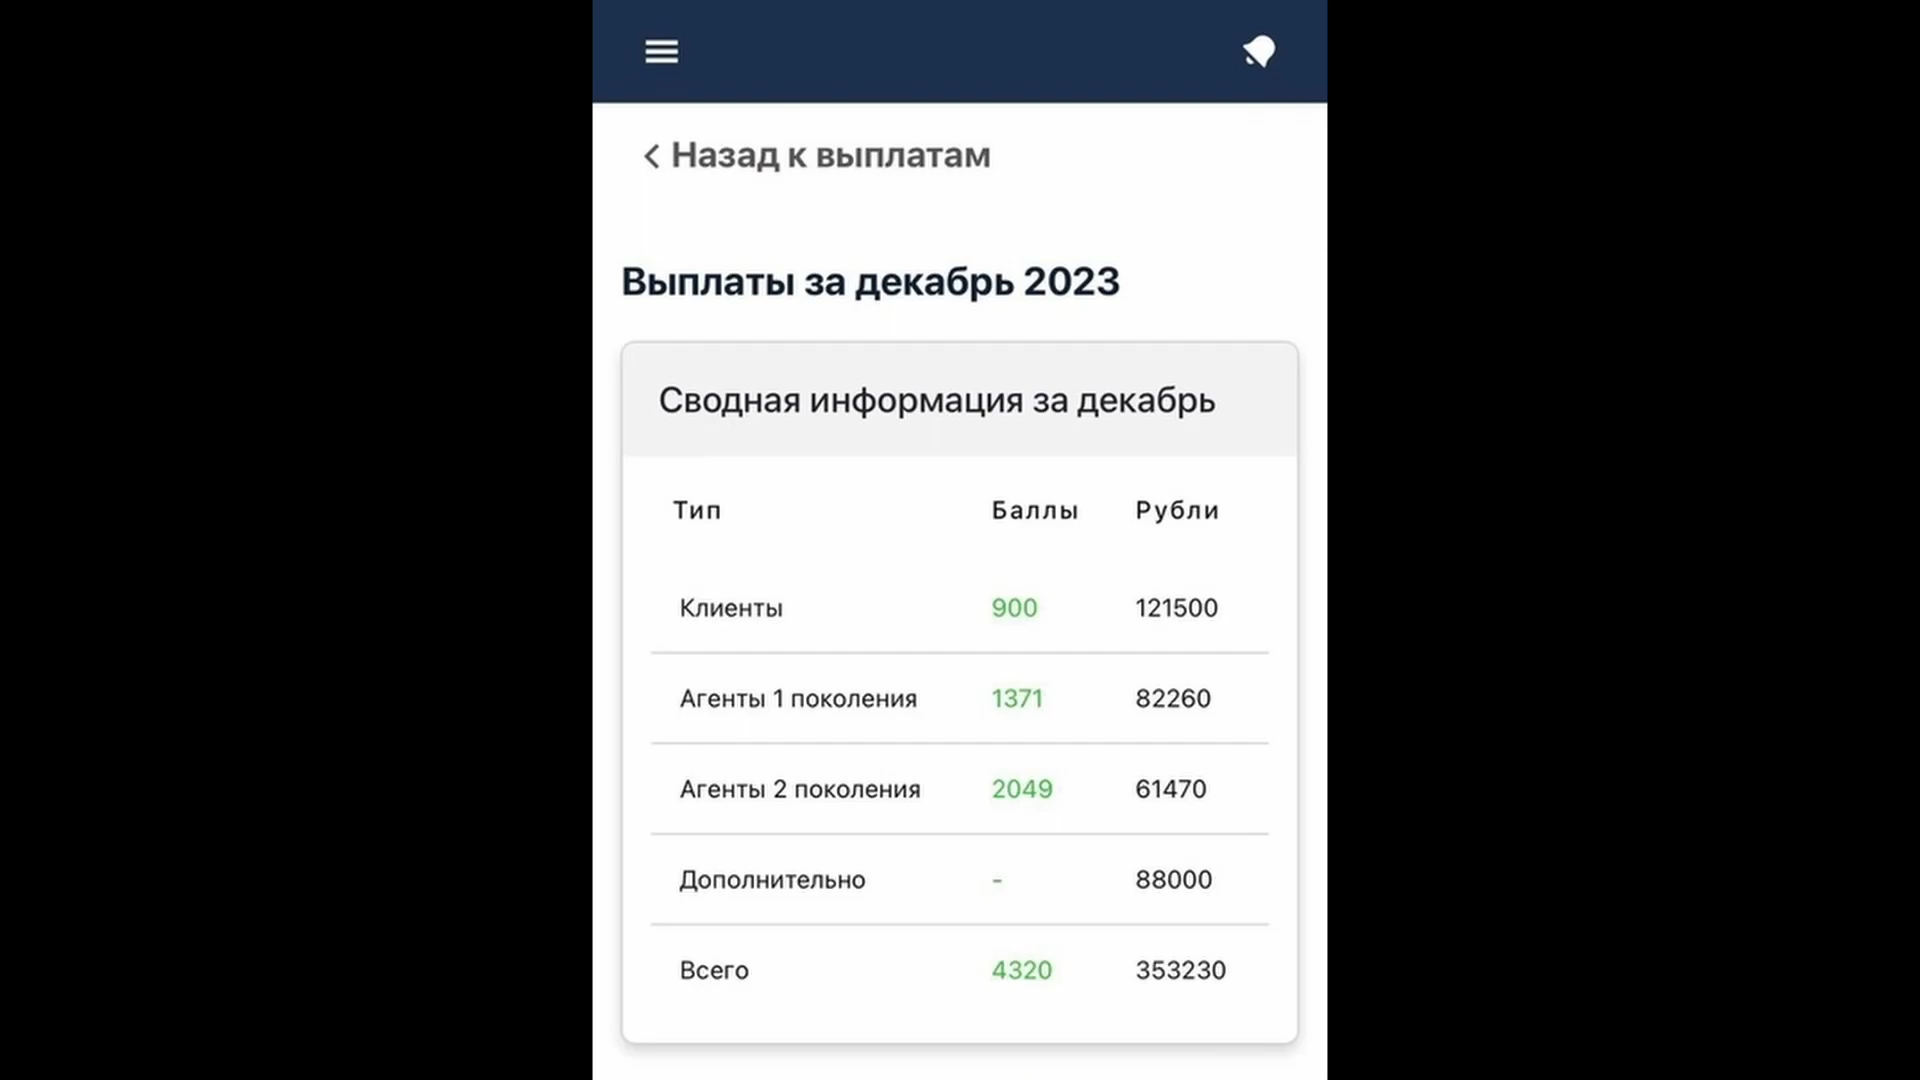 Назад к выплатам
Выплаты за декабрь 2023
Сводная информация за декабрь
Тип Баллы Рубли
Клиенты 900 121500
Агенты 1 поколения 1371 82260
Агенты 2 поколения 2049 61470
Дополнительно - 88000
Всего 4320 353230